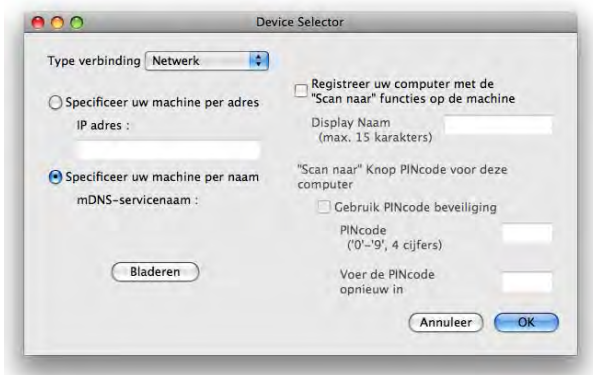 Device Selector
Type verbinding Netwerk
Specificeer uw machine per adres
IP adres :
Specificeer uw machine per naam
mDNS-servicenaam :
Bladeren
Registreer uw computer met de
"Scan naar" functies op de machine
Display Naam
(max. 15 karakters)
"Scan naar" Knop PINcode voor deze
computer
Gebruik PINcode beveiliging
PINcode
('0'-'9', 4 cijfers)
Voer de PINcode
opnieuw in
Annuleer OK